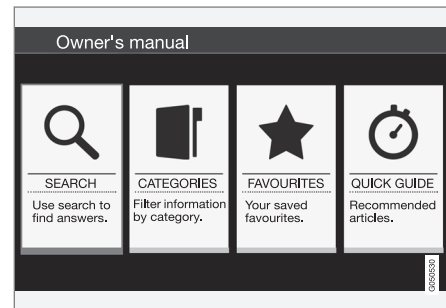 Owner's manual
SEARCH
Use search to
find answers.
CATEGORIES
Filter information
by category.
FAVOURITES
Your saved
favourites.
QUICK GUIDE
Recommended
articles.
G050530